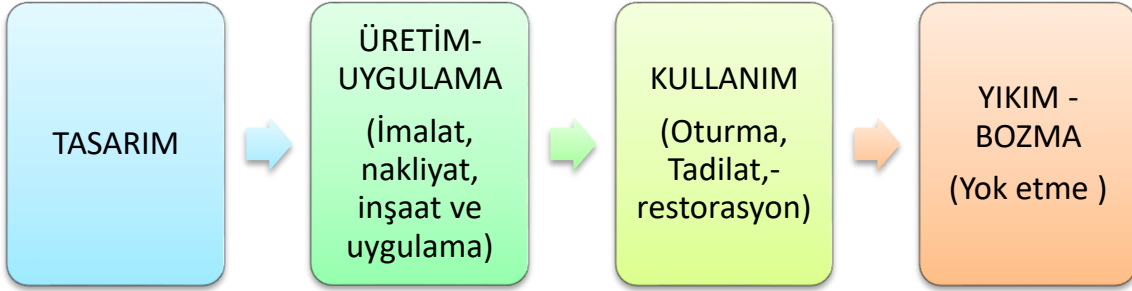 TASARIM
ÜRETİM-
UYGULAMA
(İmalat,
nakliyat,
inşaat ve
uygulama)
KULLANIM
(Oturma,
Tadilat,-
restorasyon)
YIKIM -
BOZMA
(Yok etme )